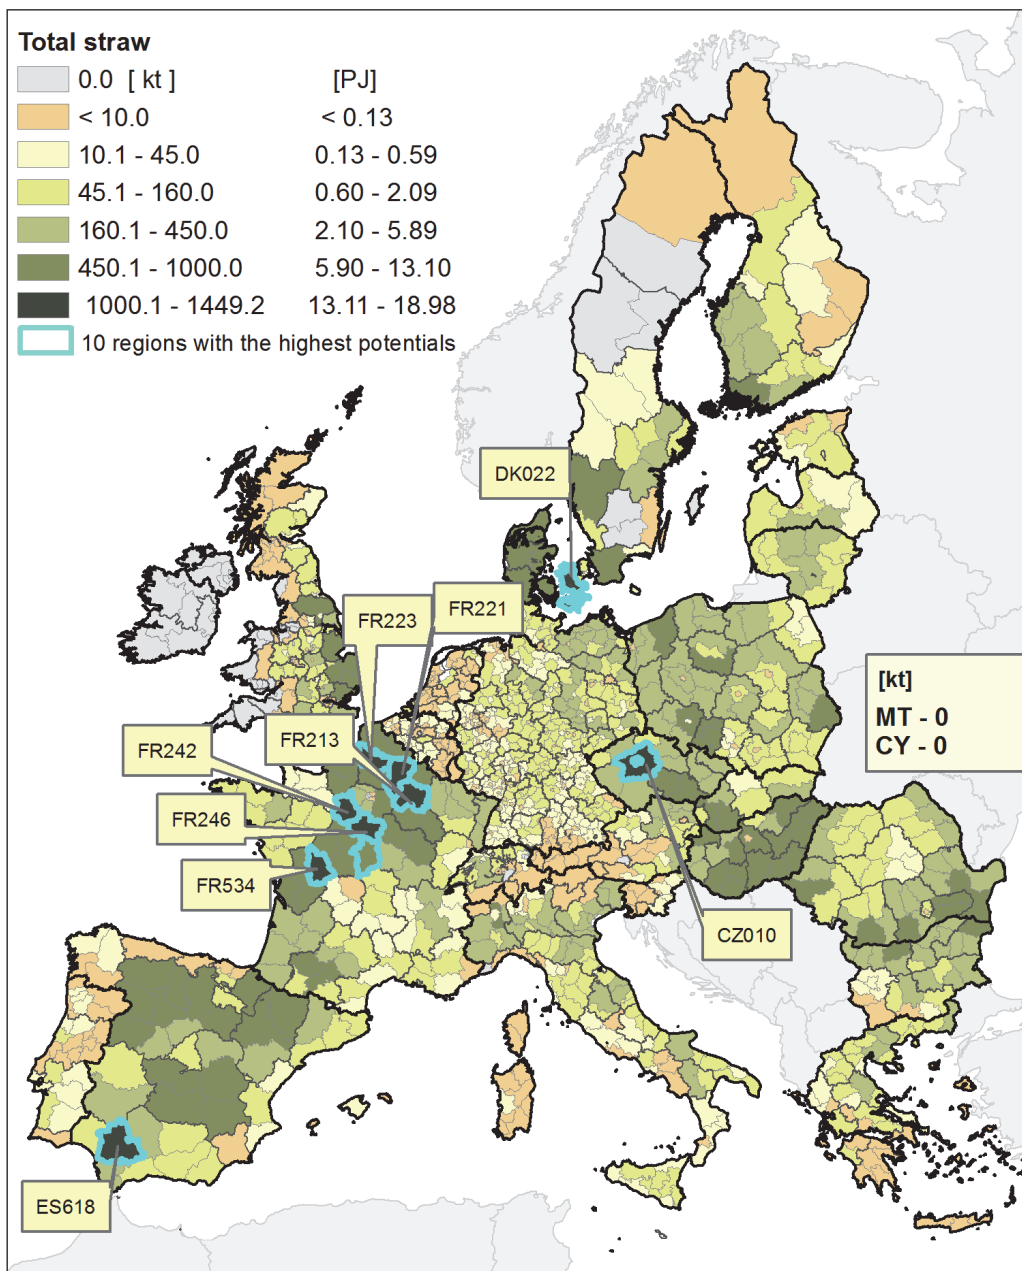 Total straw
0.0 [ kt ] [PJ]
< 10.0 < 0.13
10.1 - 45.0 0.13 - 0.59
45.1 - 160.0 0.60 - 2.09
160.1 - 450.0 2.10 - 5.89
450.1 - 1000.0 5.90 - 13.10
1000.1 - 1449.2 13.11 - 18.98
10 regions with the highest potentials
DK022
FR221
FR223
FR213
FR242
FR246
FR534
[kt]
MT - 0
CY - 0
CZ010
ES618